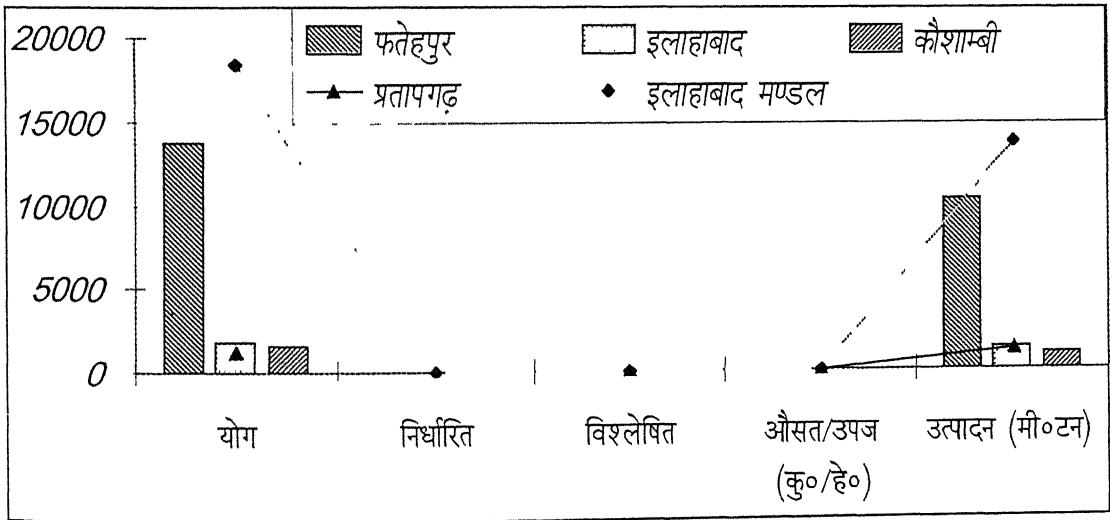 20000
15000
10000
5000
0
फतेहपुर इलाहाबाद कौशाम्बी
प्रतापगढ़ इलाहाबाद मण्डल
योग निर्धारित विश्लेषित औसत/उपज उत्पादन (मी०टन)
(कु०/हे०)